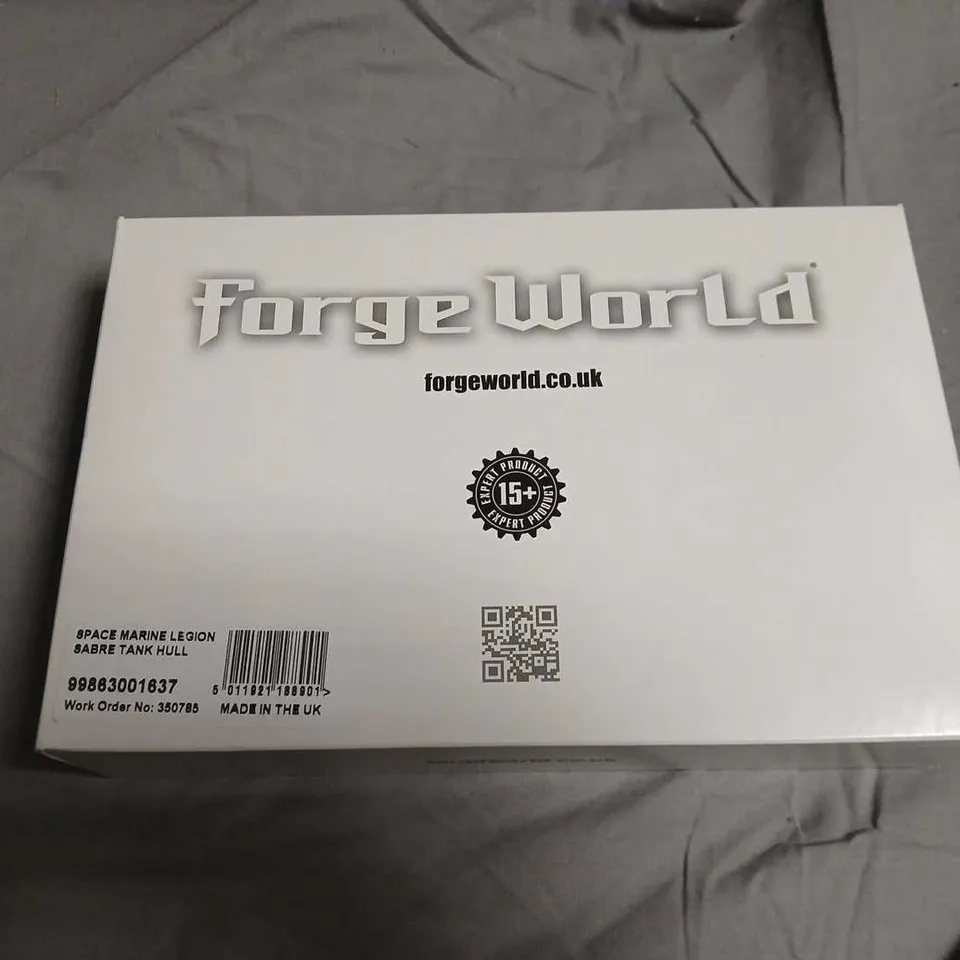 Forge World
forgeworld.co.uk
EXPERT PRODUCT
15+
EXPERT PRODUCT
SPACE MARINE LEGION
SABRE TANK HULL
99863001637
5 011921 188901 >
Work Order No: 350785
MADE IN THE UK